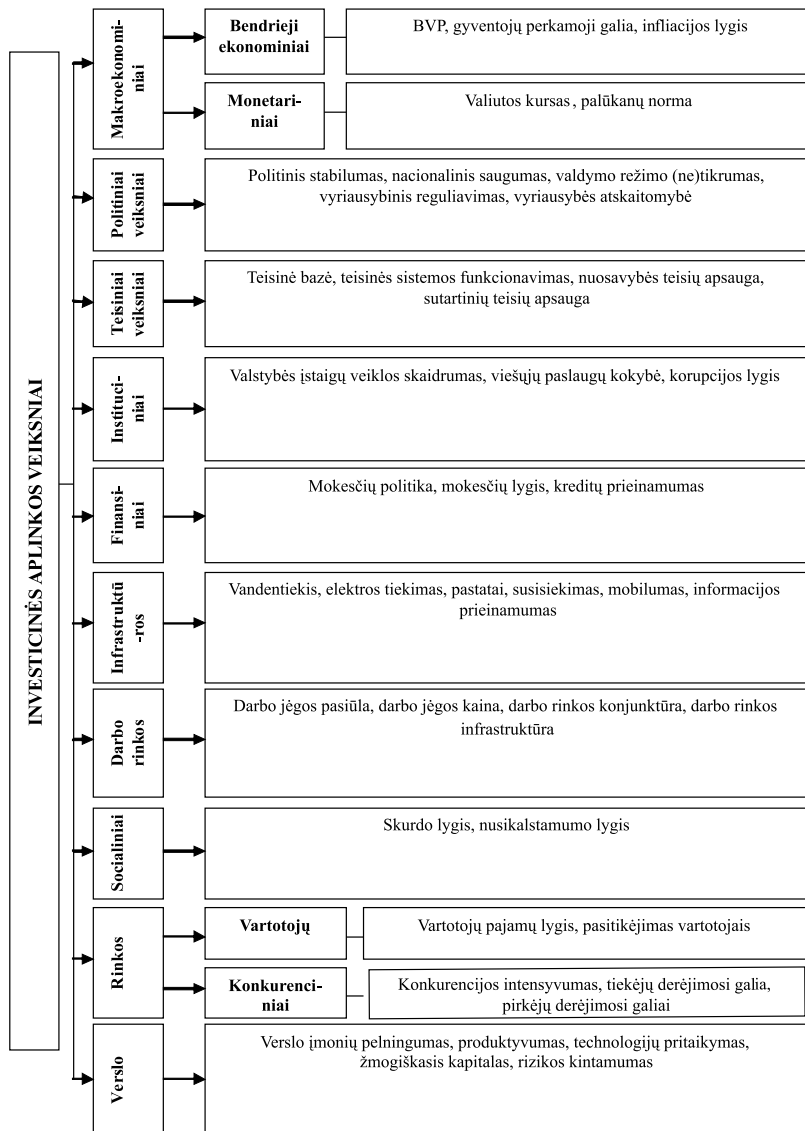 INVESTICINĖS APLINKOS VEIKSNIAI
Makroekonomi-
niai
Bendrieji
ekonominiai
BVP, gyventojų perkamoji galia, infliacijos lygis
Monetari-
niai
Valiutos kursas, palūkanų norma
Politiniai
veiksniai
Politinis stabilumas, nacionalinis saugumas, valdymo režimo (ne)tikrumas,
vyriausybinis reguliavimas, vyriausybės atskaitomybė
Teisiniai
veiksniai
Teisinė bazė, teisinės sistemos funkcionavimas, nuosavybės teisių apsauga,
sutartinių teisių apsauga
Instituci-
niai
Valstybės įstaigų veiklos skaidrumas, viešųjų paslaugų kokybė, korupcijos lygis
Finansi-
niai
Mokesčių politika, mokesčių lygis, kreditų prieinamumas
Infrastruktū
-ros
Vandentiekis, elektros tiekimas, pastatai, susisiekimas, mobilumas, informacijos
prieinamumas
Darbo
rinkos
Darbo jėgos pasiūla, darbo jėgos kaina, darbo rinkos konjunktūra, darbo rinkos
infrastruktūra
Socialiniai
Skurdo lygis, nusikalstamumo lygis
Rinkos
Vartotojų
Vartotojų pajamų lygis, pasitikėjimas vartotojais
Konkurenci-
niai
Konkurencijos intensyvumas, tiekėjų derėjimosi galia,
pirkėjų derėjimosi galiai
Verslo
Verslo įmonių pelningumas, produktyvumas, technologijų pritaikymas,
žmogiškasis kapitalas, rizikos kintamumas